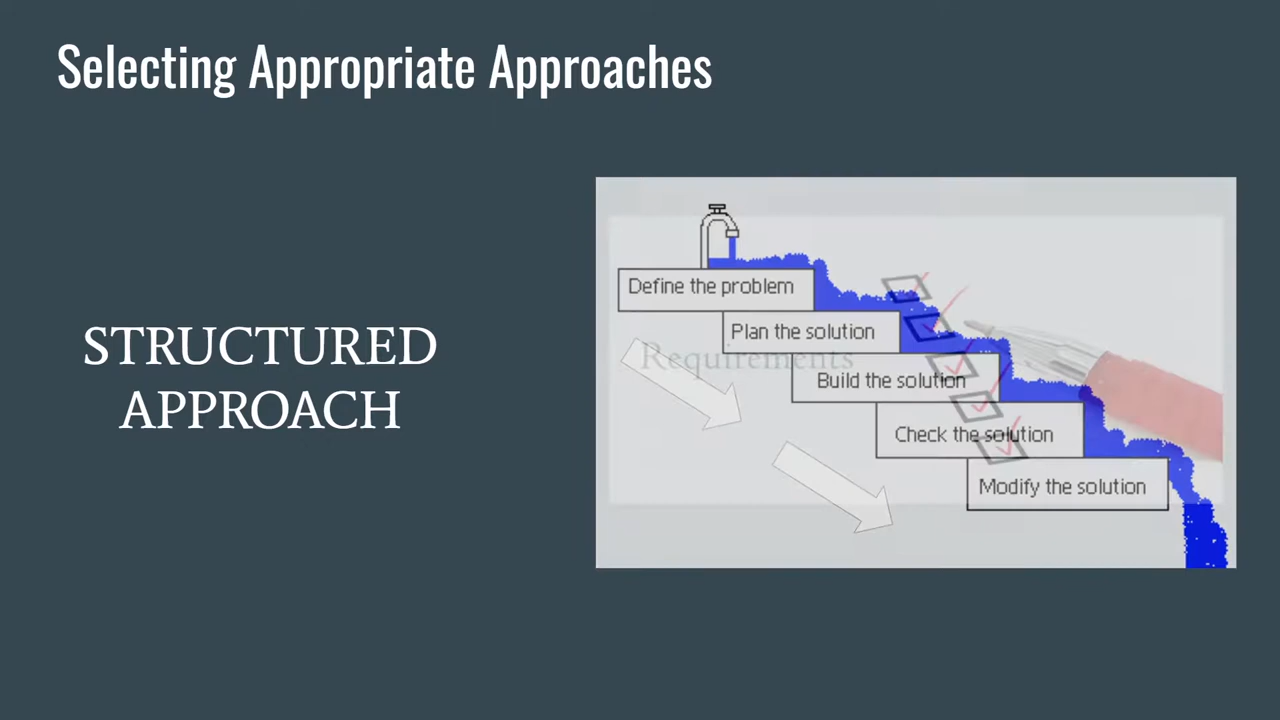 Selecting Appropriate Approaches
STRUCTURED
APPROACH
Define the problem
Plan the solution
Requirements
Build the solution
Check the solution
Modify the solution